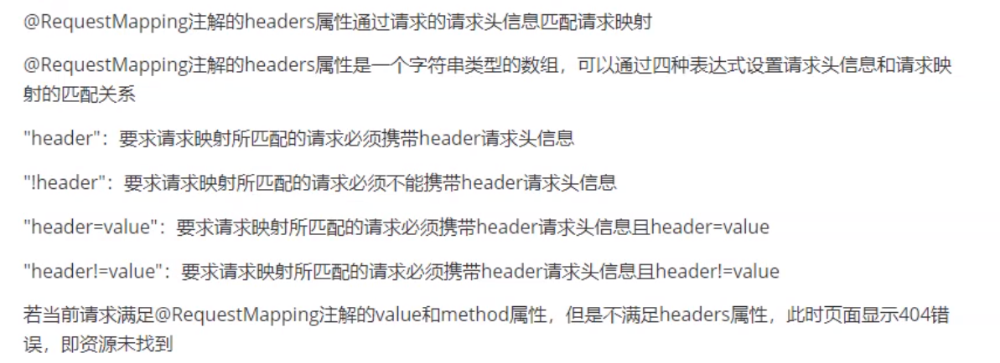 @RequestMapping注解的headers属性通过请求的请求头信息匹配请求映射
@RequestMapping注解的headers属性是一个字符串类型的数组，可以通过四种表达式设置请求头信息和请求映
射的匹配关系
"header"：要求请求映射所匹配的请求必须携带header请求头信息
"!header"：要求请求映射所匹配的请求必须不能携带header请求头信息
"header=value"：要求请求映射所匹配的请求必须携带header请求头信息且header=value
"header!=value"：要求请求映射所匹配的请求必须携带header请求头信息且header!=value
若当前请求满足@RequestMapping注解的value和method属性，但是不满足headers属性，此时页面显示404错
误，即资源未找到